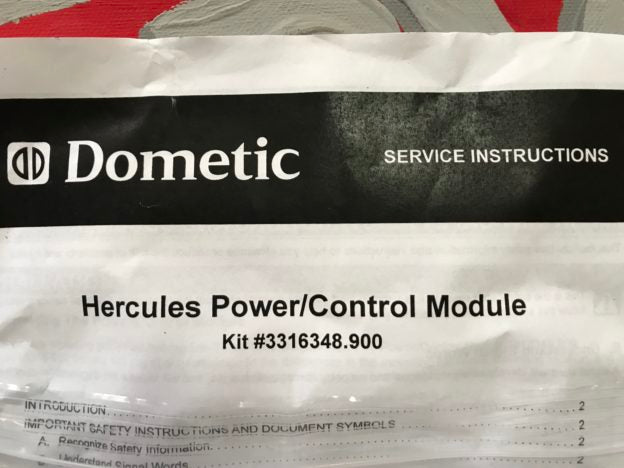 Dometic SERVICE INSTRUCTIONS
Hercules Power/Control Module
Kit #3316348.900
INTRODUCTION 2
IMPORTANT SAFETY INSTRUCTIONS AND DOCUMENT SYMBOLS 2
A. Recognize Safety Information. 2
Understand Signal Words 2